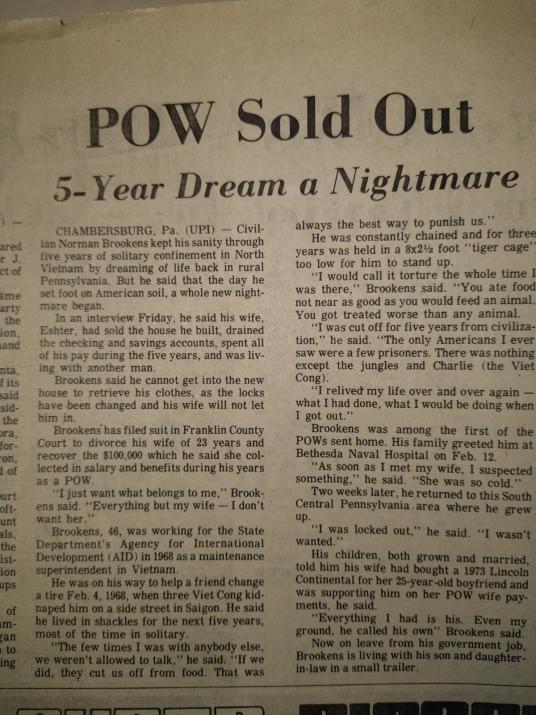 POW Sold Out
5-Year Dream a Nightmare
CHAMBERSBURG, Pa. (UPI) — Civil-
ian Norman Brookens kept his sanity through
five years of solitary confinement in North
Vietnam by dreaming of life back in rural
Pennsylvania. But he said that the day he
set foot on American soil, a whole new night-
mare began.
In an interview Friday, he said his wife,
Eshter, had sold the house he built, drained
the checking and savings accounts, spent all
of his pay during the five years, and was liv-
ing with another man.
Brookens said he cannot get into the new
house to retrieve his clothes, as the locks
have been changed and his wife will not let
him in.
Brookens has filed suit in Franklin County
Court to divorce his wife of 23 years and
recover the $100,000 which he said she col-
lected in salary and benefits during his years
as a POW.
"I just want what belongs to me," Brook-
ens said. "Everything but my wife — I don't
want her."
Brookens, 46, was working for the State
Department's Agency for International
Development (AID) in 1968 as a maintenance
superintendent in Vietnam.
He was on his way to help a friend change
a tire Feb. 4, 1968, when three Viet Cong kid-
naped him on a side street in Saigon. He said
he lived in shackles for the next five years,
most of the time in solitary.
"The few times I was with anybody else,
we weren't allowed to talk," he said. "If we
did, they cut us off from food. That was
always the best way to punish us."
He was constantly chained and for three
years was held in a 8x2½ foot "tiger cage"
too low for him to stand up.
"I would call it torture the whole time I
was there," Brookens said. "You ate food
not near as good as you would feed an aimal.
You got treated worse than any animal.
"I was cut off for five years from civiliza-
tion," he said. "The only Americans I ever
saw were a few prisoners. There was nothing
except the jungles and Charlie (the Viet
Cong).
"I relived my life over and over again —
what I had done, what I would be doing when
I got out."
Brookens was among the first of the
POWs sent home. His family greeted him at
Bethesda Naval Hospital on Feb. 12.
"As soon as I met my wife, I suspected
something," he said. "She was so cold."
Two weeks later, he returned to this South
Central Pennsylvania area where he grew
up.
"I was locked out," he said. "I wasn't
wanted."
His children, both grown and married,
told him his wife had bought a 1973 Lincoln
Continental for her 25-year-old boyfriend and
was supporting him on her POW wife pay-
ments, he said.
"Everything I had is his. Even my
ground, he called his own" Brookens said.
Now on leave from his government job,
Brookens is living with his son and daughter-
in-law in a small trailer.